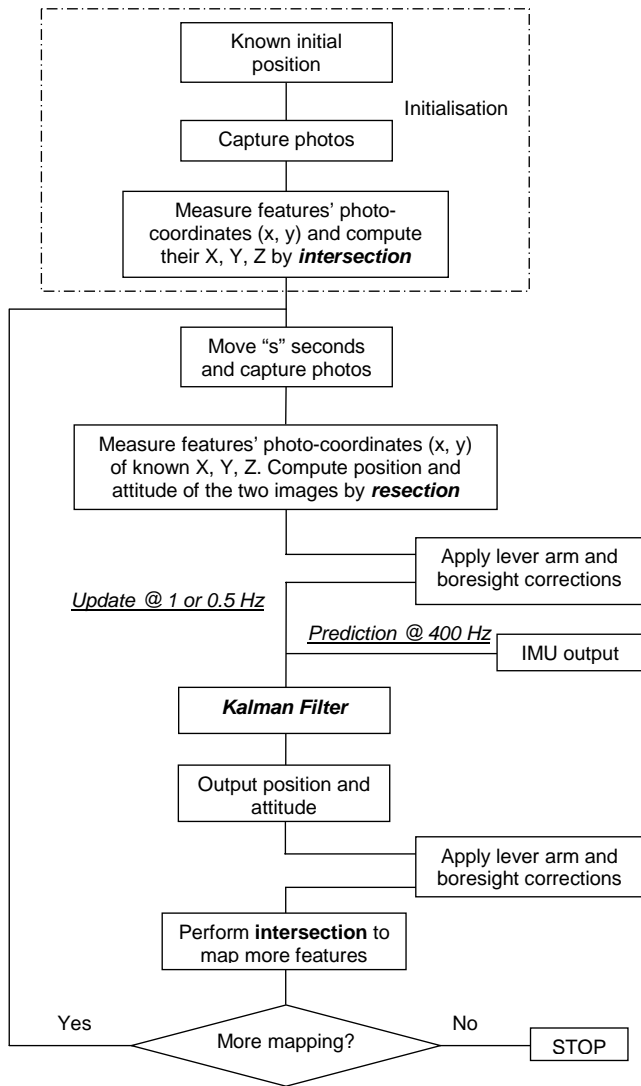 Known initial
position
Initialisation
Capture photos
Measure features’ photo-
coordinates (x, y) and compute
their X, Y, Z by intersection
Move “s” seconds
and capture photos
Measure features’ photo-coordinates (x, y)
of known X, Y, Z. Compute position and
attitude of the two images by resection
Apply lever arm and
boresight corrections
Update @ 1 or 0.5 Hz
Prediction @ 400 Hz
IMU output
Kalman Filter
Output position and
attitude
Apply lever arm and
boresight corrections
Perform intersection to
map more features
Yes
More mapping?
No
STOP